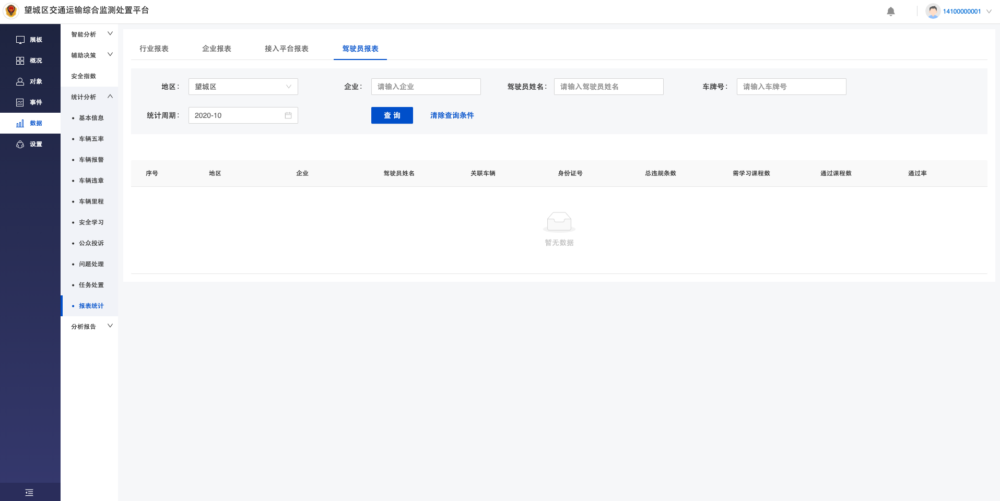 望城区交通运输综合监测处置平台
14100000001
展板
概况
对象
事件
数据
设置
智能分析
辅助决策
安全指数
统计分析
基本信息
车辆五率
车辆报警
车辆违章
车辆里程
安全学习
公众投诉
问题处理
任务处置
报表统计
分析报告
行业报表 企业报表 接入平台报表 驾驶员报表
地区： 望城区 企业： 请输入企业 驾驶员姓名： 请输入驾驶员姓名 车牌号： 请输入车牌号
统计周期： 2020-10 查 询 清除查询条件
序号 地区 企业 驾驶员姓名 关联车辆 身份证号 总违规条数 需学习课程数 通过课程数 通过率
暂无数据